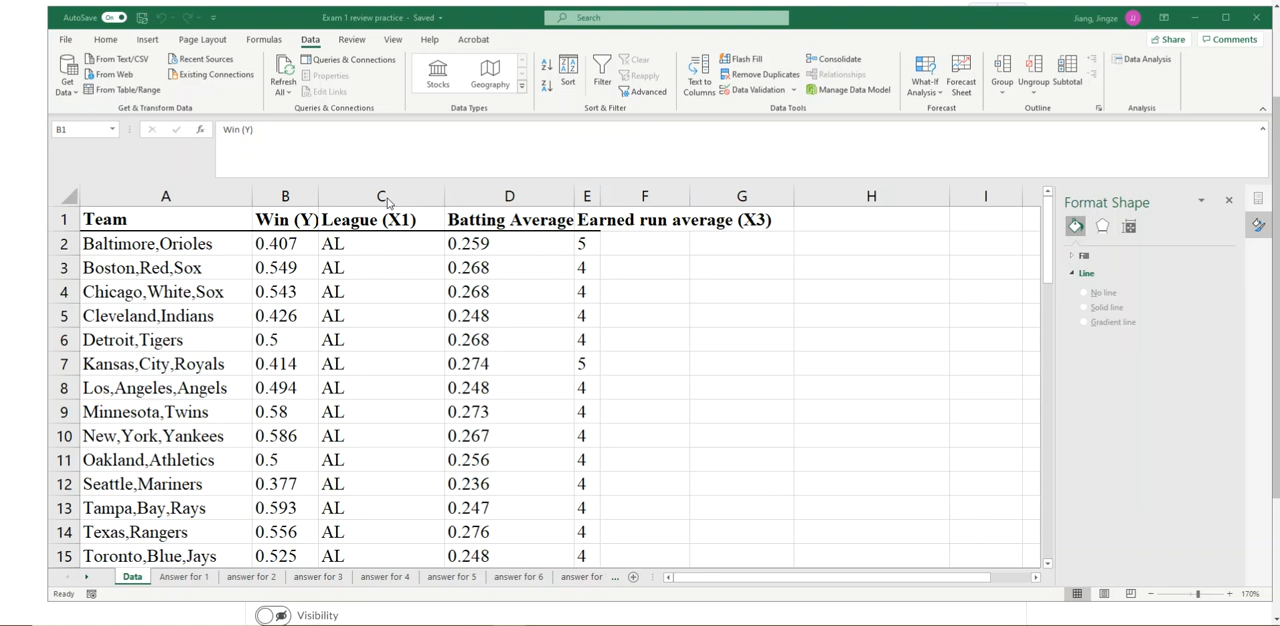 AutoSave On Exam 1 review practice - Saved Search Jiang, Jingze JJ
File Home Insert Page Layout Formulas Data Review View Help Acrobat Share Comments
From Text/CSV Recent Sources Queries & Connections Clear Flash Fill Consolidate Data Analysis
From Web Existing Connections Properties Reapply Remove Duplicates Relationships
From Table/Range Edit Links Advanced Data Validation Manage Data Model
Get Data Refresh All Stocks Geography Sort Filter Text to Columns What-If Analysis Forecast Sheet Group Ungroup Subtotal
Get & Transform Data Queries & Connections Data Types Sort & Filter Data Tools Forecast Outline Analysis
B1 fx Win (Y)
A B C D E F G H I
1 Team Win (Y) League (X1) Batting Average Earned run average (X3)
2 Baltimore,Orioles 0.407 AL 0.259 5
3 Boston,Red,Sox 0.549 AL 0.268 4
4 Chicago,White,Sox 0.543 AL 0.268 4
5 Cleveland,Indians 0.426 AL 0.248 4
6 Detroit,Tigers 0.5 AL 0.268 4
7 Kansas,City,Royals 0.414 AL 0.274 5
8 Los,Angeles,Angels 0.494 AL 0.248 4
9 Minnesota,Twins 0.58 AL 0.273 4
10 New,York,Yankees 0.586 AL 0.267 4
11 Oakland,Athletics 0.5 AL 0.256 4
12 Seattle,Mariners 0.377 AL 0.236 4
13 Tampa,Bay,Rays 0.593 AL 0.247 4
14 Texas,Rangers 0.556 AL 0.276 4
15 Toronto,Blue,Jays 0.525 AL 0.248 4
Format Shape
Fill
Line
No line
Solid line
Gradient line
Data Answer for 1 answer for 2 answer for 3 answer for 4 answer for 5 answer for 6 answer for ...
Ready 170%
Visibility